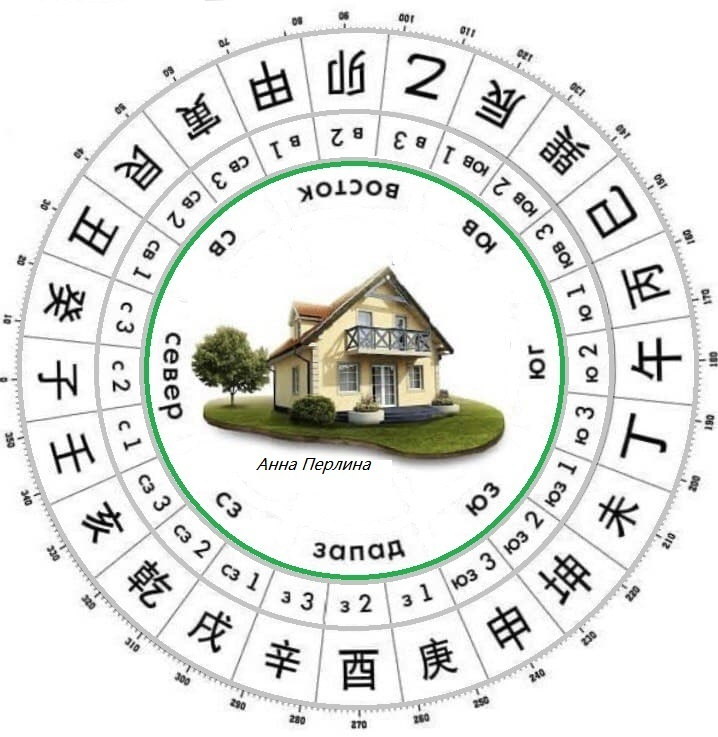 0
10
20
30
40
50
60
70
80
90
100
110
120
130
140
150
160
170
180
190
200
210
220
230
240
250
260
270
280
290
300
310
320
330
340
350
子
癸
丑
艮
寅
甲
卯
乙
辰
巽
巳
丙
午
丁
未
坤
申
庚
酉
辛
戌
乾
亥
壬
с 2
с 3
св 1
св 2
св 3
в 1
в 2
в 3
юв 1
юв 2
юв 3
ю 1
ю 2
ю 3
юз 1
юз 2
юз 3
з 1
з 2
з 3
сз 1
сз 2
сз 3
с 1
север
св
восток
юв
юг
юз
запад
сз
Анна Перлина